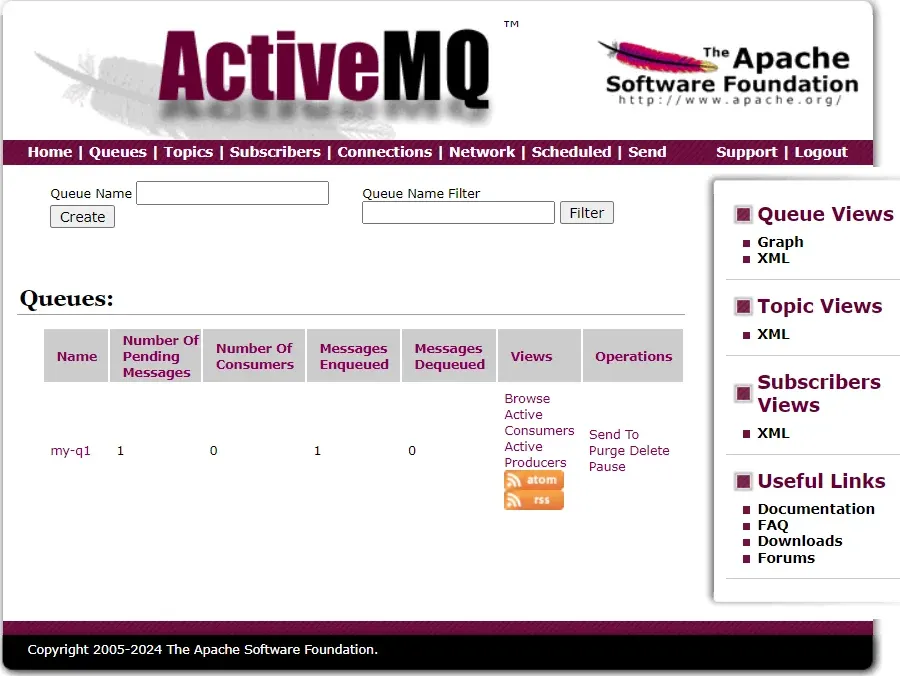 ActiveMQ™
The Apache
Software Foundation
http://www.apache.org/
Home | Queues | Topics | Subscribers | Connections | Network | Scheduled | Send
Support | Logout
Queue Name
Create
Queue Name Filter
Filter
Queues:
Name
Number Of
Pending
Messages
Number Of
Consumers
Messages
Enqueued
Messages
Dequeued
Views
Operations
my-q1
1
0
1
0
Browse
Active
Consumers
Active
Producers
atom
rss
Send To
Purge Delete
Pause
Queue Views
Graph
XML
Topic Views
XML
Subscribers
Views
XML
Useful Links
Documentation
FAQ
Downloads
Forums
Copyright 2005-2024 The Apache Software Foundation.